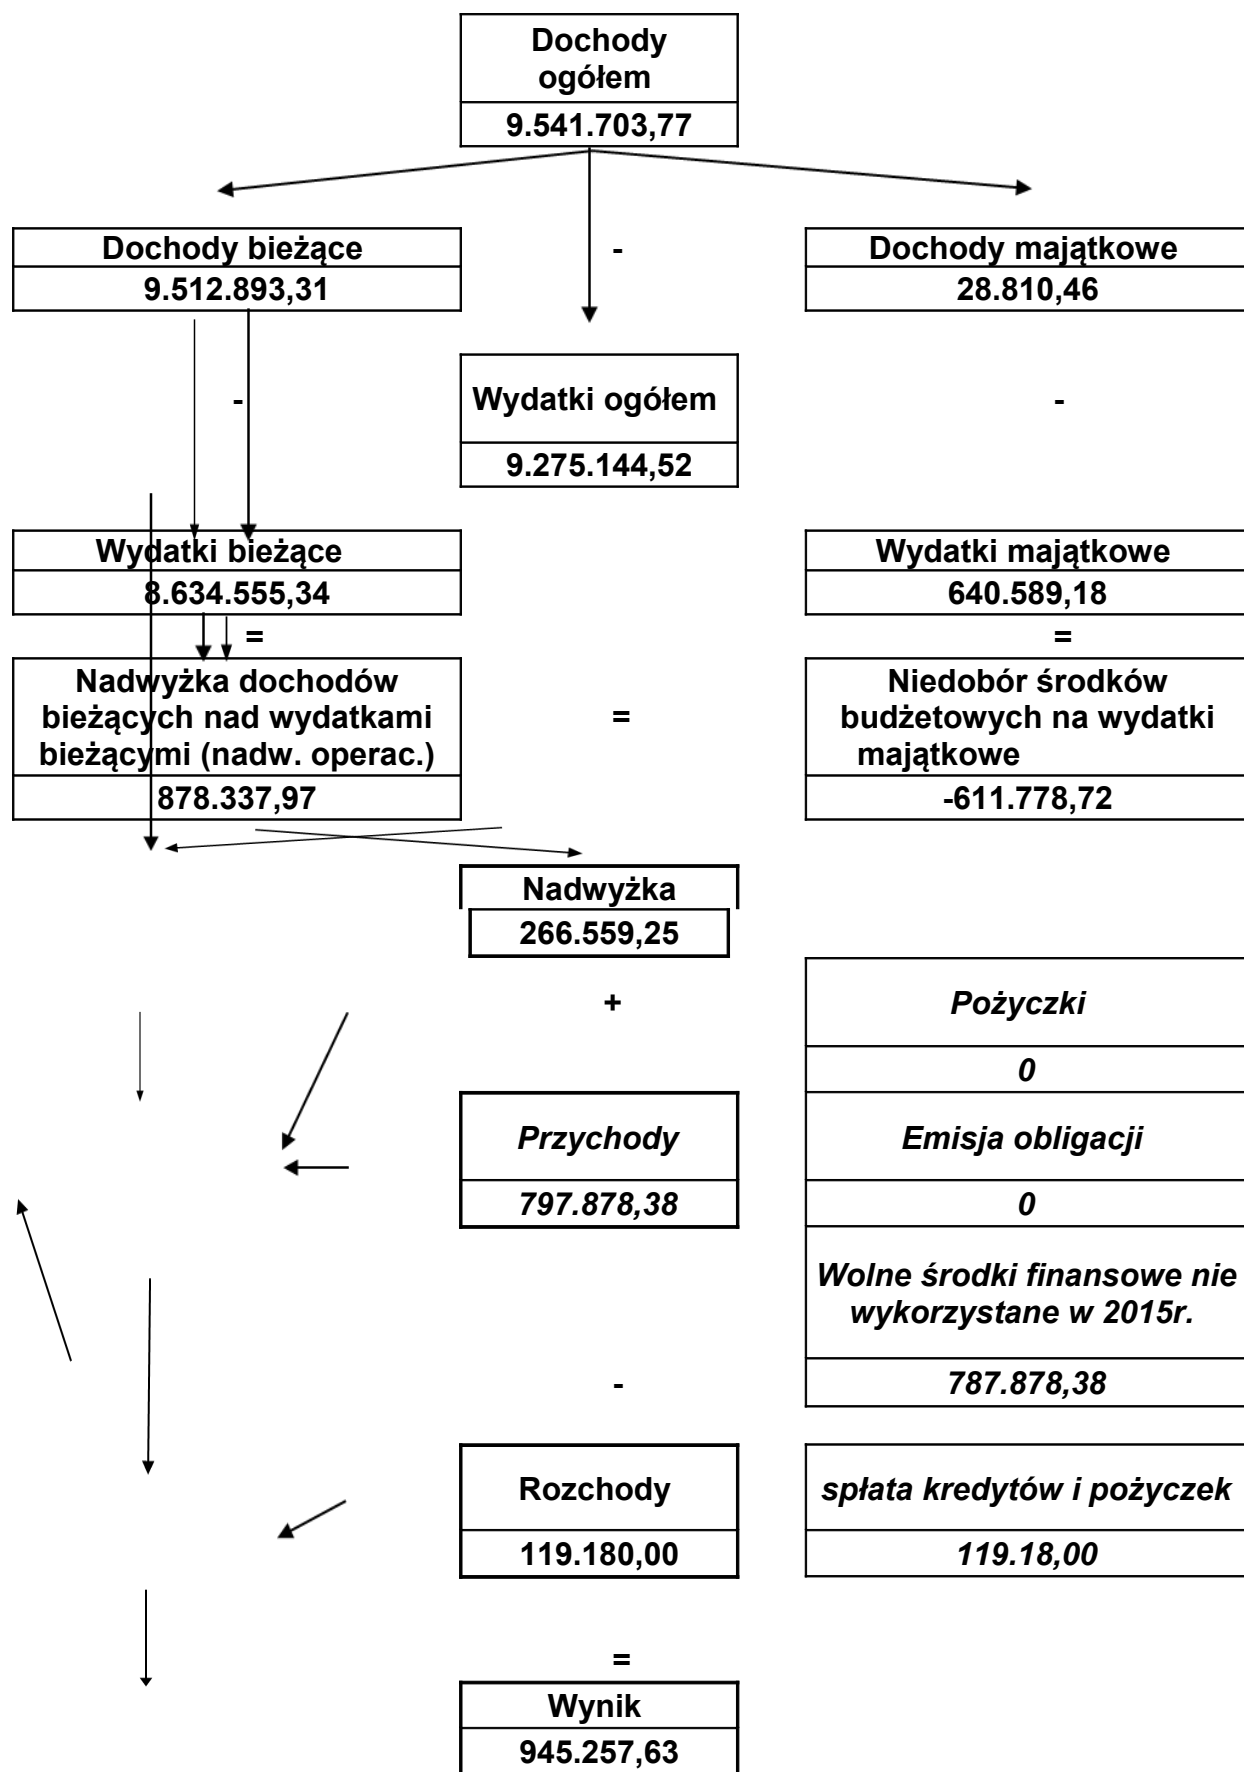 Dochody
ogółem
9.541.703,77
Dochody bieżące
-
Dochody majątkowe
9.512.893,31
28.810,46
-
Wydatki ogółem
-
9.275.144,52
Wydatki bieżące
Wydatki majątkowe
8.634.555,34
640.589,18
=
=
Nadwyżka dochodów
bieżących nad wydatkami
bieżącymi (nadw. operac.)
=
Niedobór środków
budżetowych na wydatki
majątkowe
878.337,97
-611.778,72
Nadwyżka
266.559,25
+
Pożyczki
0
Przychody
Emisja obligacji
797.878,38
0
Wolne środki finansowe nie
wykorzystane w 2015r.
-
787.878,38
Rozchody
spłata kredytów i pożyczek
119.180,00
119.18,00
=
Wynik
945.257,63